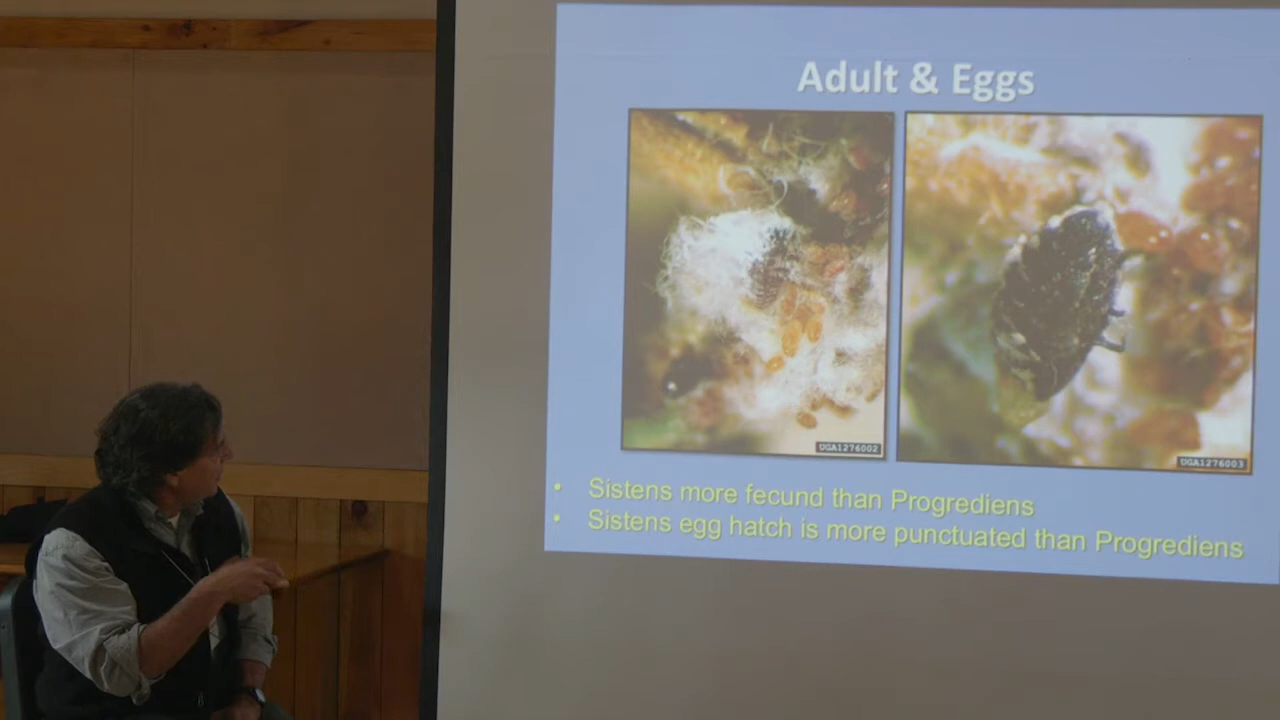 Adult & Eggs
UGA1276002
UGA1276003
• Sistens more fecund than Progrediens
• Sistens egg hatch is more punctuated than Progrediens